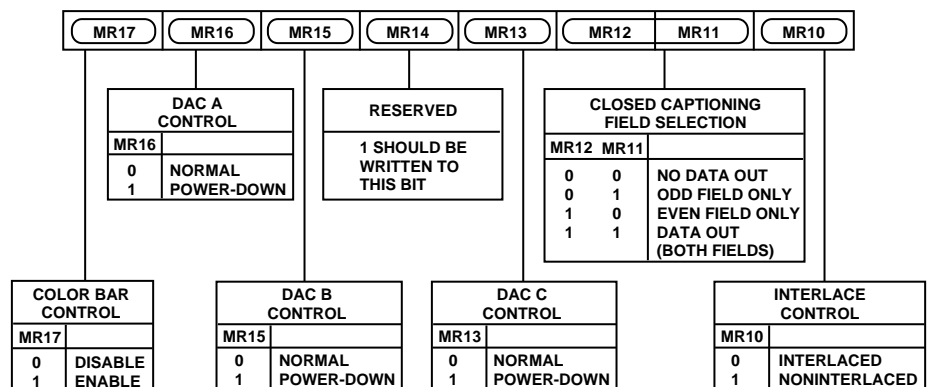 MR17 MR16 MR15 MR14 MR13 MR12 MR11 MR10
DAC A
CONTROL
MR16
0 NORMAL
1 POWER-DOWN
RESERVED
1 SHOULD BE
WRITTEN TO
THIS BIT
CLOSED CAPTIONING
FIELD SELECTION
MR12 MR11
0 0 NO DATA OUT
0 1 ODD FIELD ONLY
1 0 EVEN FIELD ONLY
1 1 DATA OUT
(BOTH FIELDS)
COLOR BAR
CONTROL
MR17
0 DISABLE
1 ENABLE
DAC B
CONTROL
MR15
0 NORMAL
1 POWER-DOWN
DAC C
CONTROL
MR13
0 NORMAL
1 POWER-DOWN
INTERLACE
CONTROL
MR10
0 INTERLACED
1 NONINTERLACED